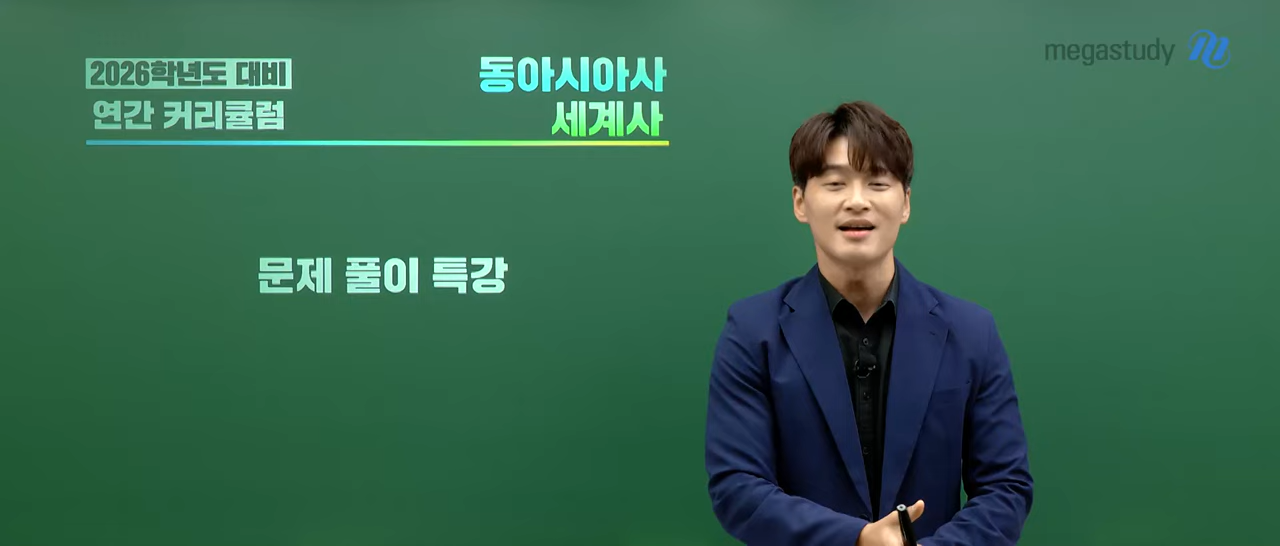 2026학년도 대비
연간 커리큘럼
동아시아사
세계사
megastudy
문제 풀이 특강